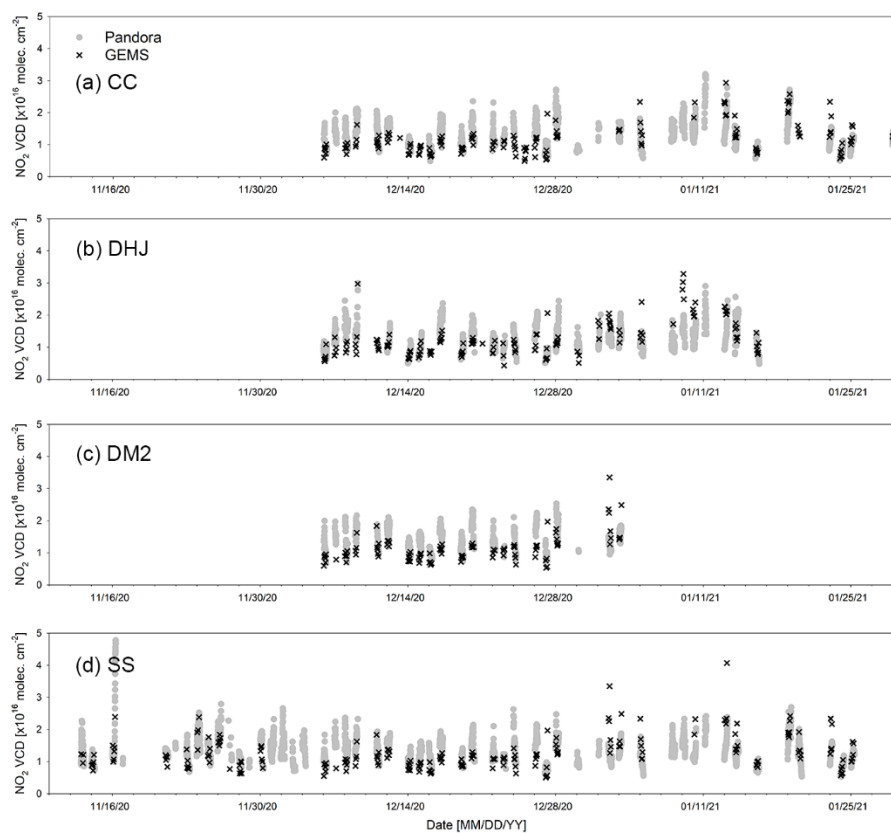 NO2 VCD [x10^16 molec. cm^-2]
5
4
3
2
1
0
Pandora
GEMS
(a) CC
11/16/20 11/30/20 12/14/20 12/28/20 01/11/21 01/25/21
NO2 VCD [x10^16 molec. cm^-2]
5
4
3
2
1
0
(b) DHJ
11/16/20 11/30/20 12/14/20 12/28/20 01/11/21 01/25/21
NO2 VCD [x10^16 molec. cm^-2]
5
4
3
2
1
0
(c) DM2
11/16/20 11/30/20 12/14/20 12/28/20 01/11/21 01/25/21
NO2 VCD [x10^16 molec. cm^-2]
5
4
3
2
1
0
(d) SS
11/16/20 11/30/20 12/14/20 12/28/20 01/11/21 01/25/21
Date [MM/DD/YY]